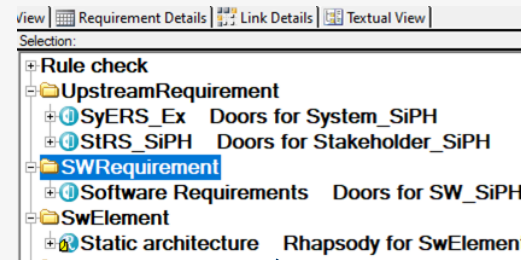 View Requirement Details Link Details Textual View
Selection:
Rule check
UpstreamRequirement
SyERS_Ex Doors for System_SiPH
StRS_SiPH Doors for Stakeholder_SiPH
SWRequirement
Software Requirements Doors for SW_SiPH
SwElement
Static architecture Rhapsody for SwElement